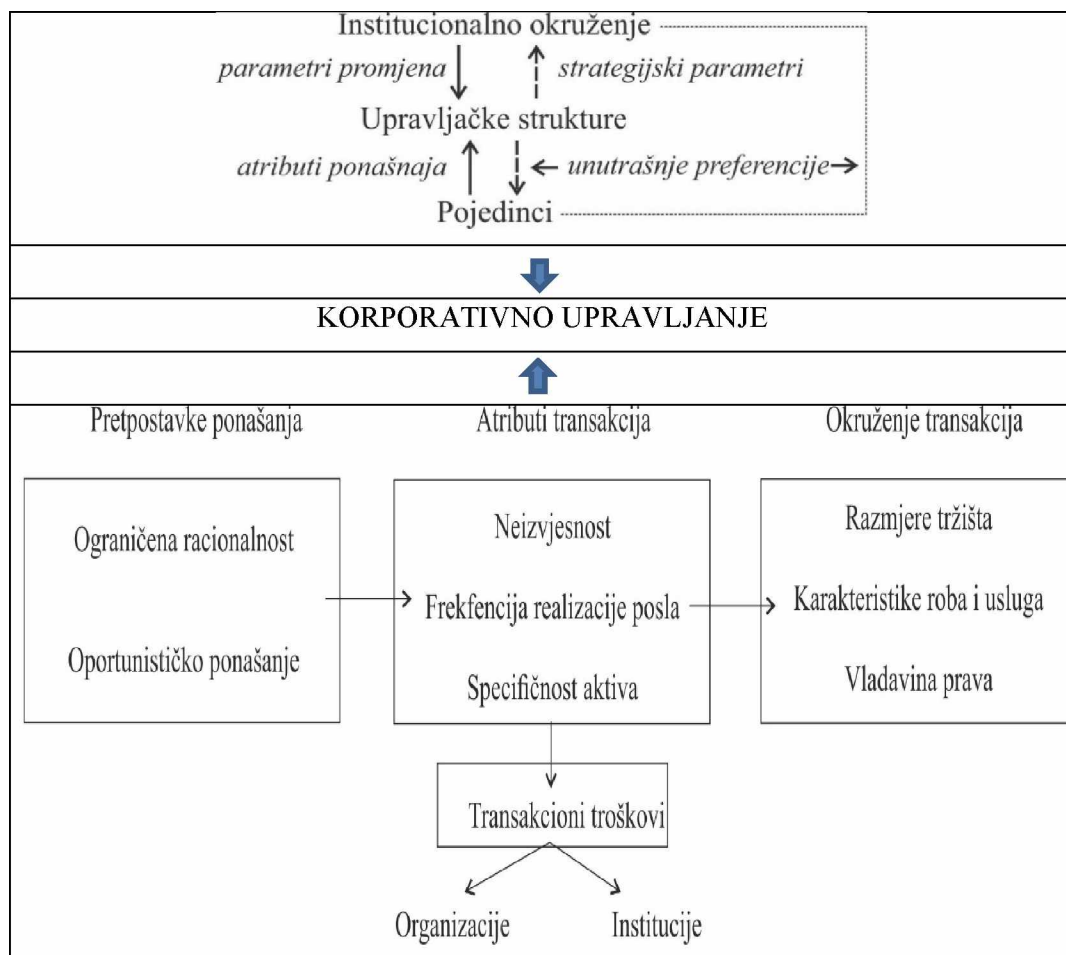 Institucionalno okruženje
parametri promjena strategijski parametri
Upravljačke strukture
atributi ponašnaja unutrašnje preferencije
Pojedinci
KORPORATIVNO UPRAVLJANJE
Pretpostavke ponašanja Atributi transakcija Okruženje transakcija
Ograničena racionalnost
Oportunističko ponašanje
Neizvjesnost
Frekfencija realizacije posla
Specifičnost aktiva
Razmjere tržišta
Karakteristike roba i usluga
Vladavina prava
Transakcioni troškovi
Organizacije Institucije